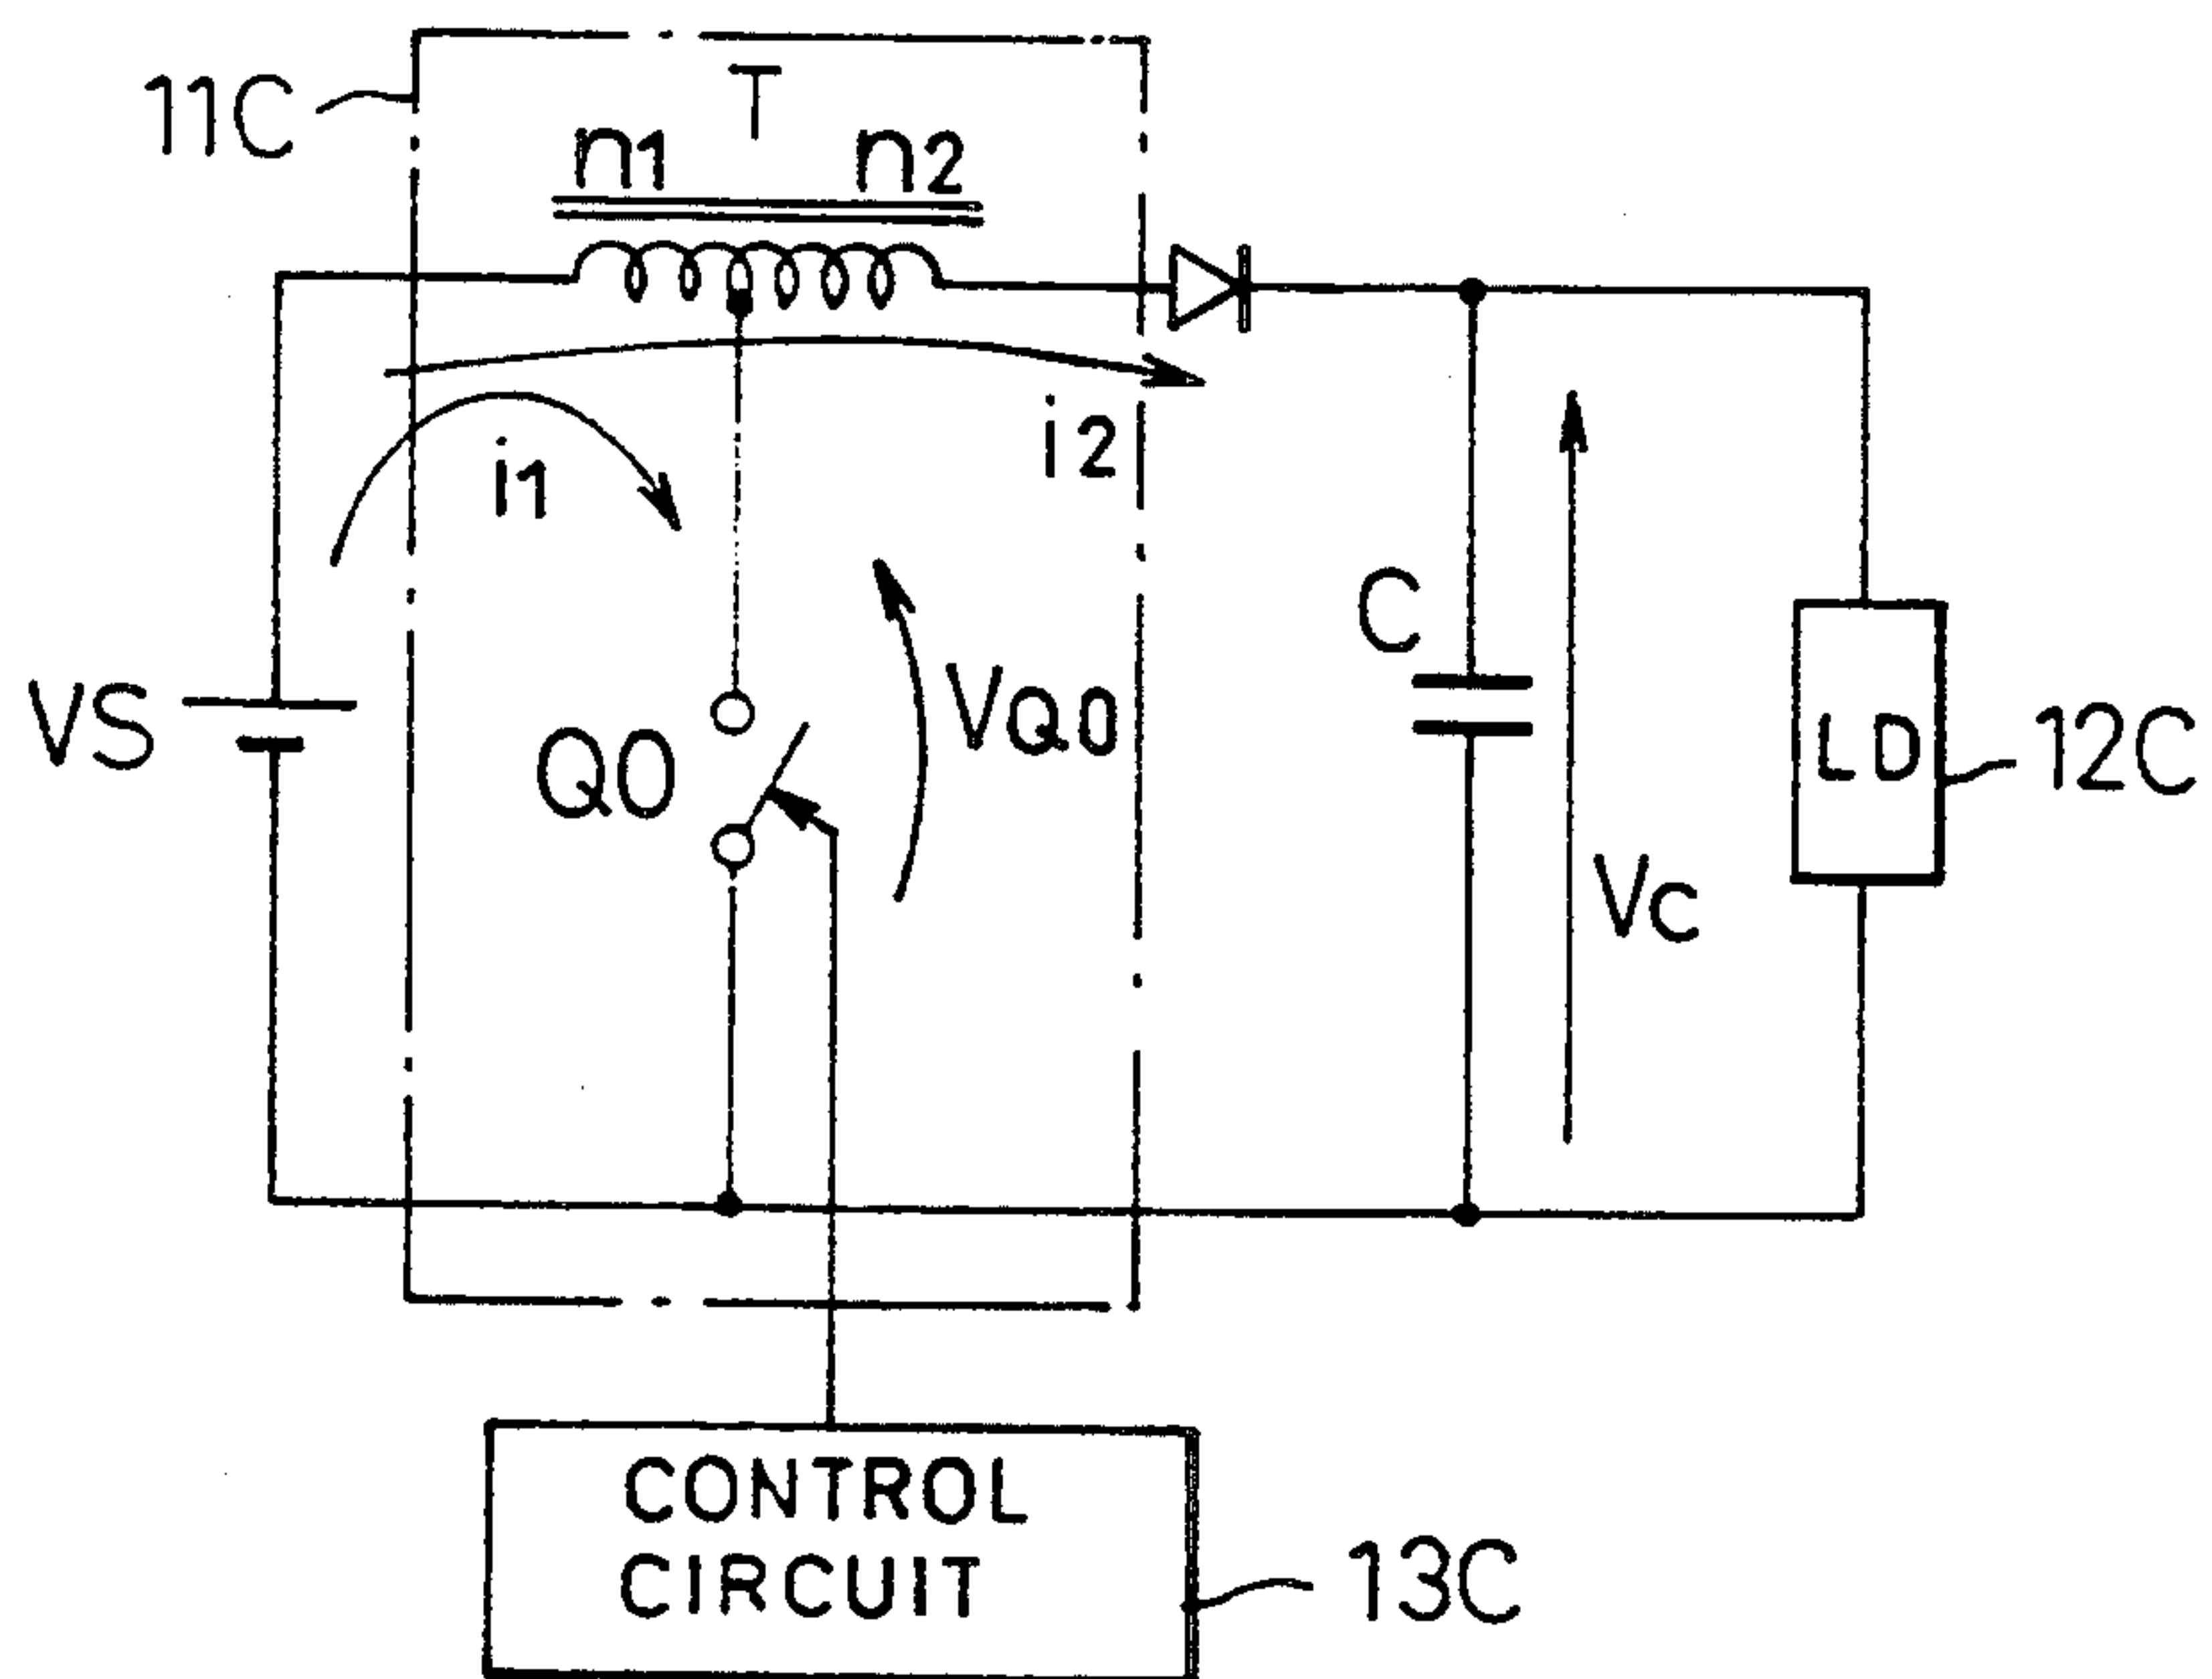 11C
T
n1
n2
i1
i2
VS
Q0
VQ0
C
VC
LD
12C
CONTROL
CIRCUIT
13C